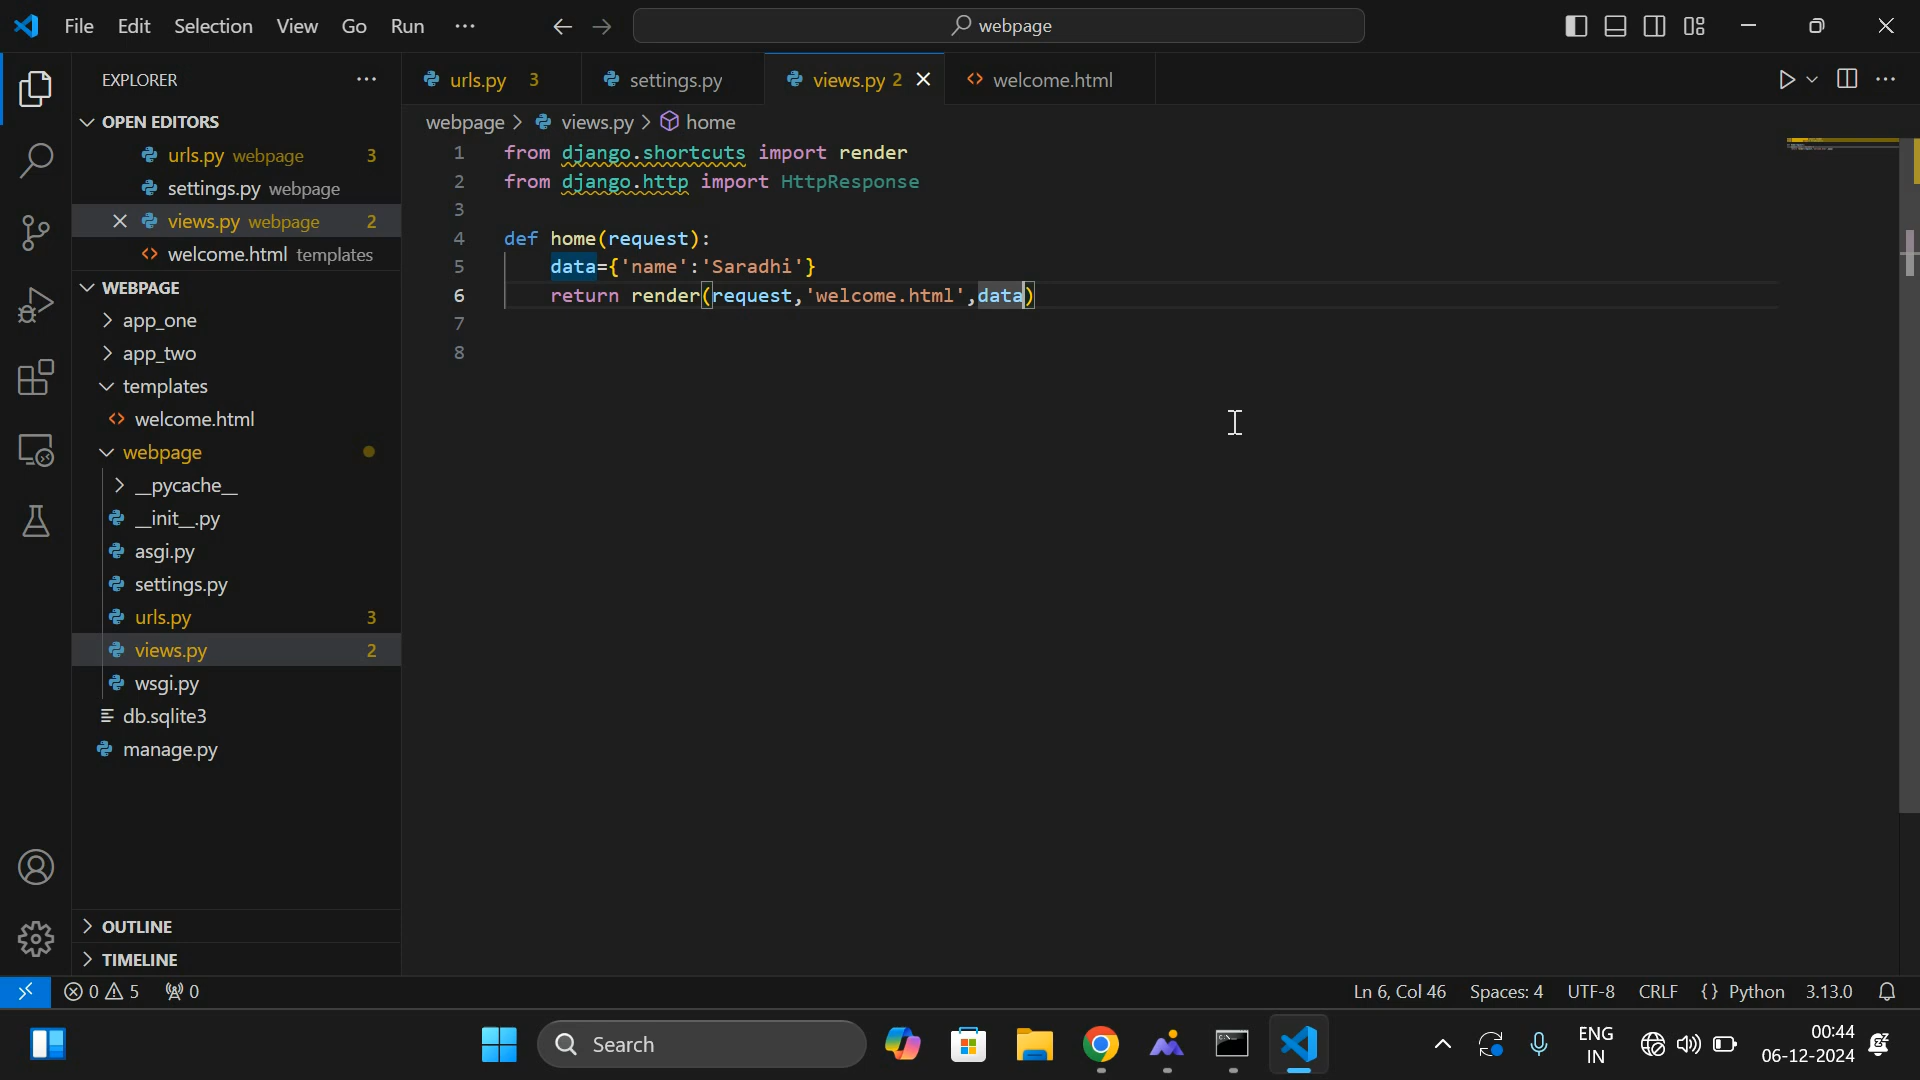 File Edit Selection View Go Run ··· webpage
EXPLORER ···
OPEN EDITORS
urls.py webpage 3
settings.py webpage
views.py webpage 2
welcome.html templates
WEBPAGE
app_one
app_two
templates
welcome.html
webpage
__pycache__
__init__.py
asgi.py
settings.py
urls.py 3
views.py 2
wsgi.py
db.sqlite3
manage.py
OUTLINE
TIMELINE
urls.py 3 settings.py views.py 2 welcome.html
webpage > views.py > home
1 from django.shortcuts import render
2 from django.http import HttpResponse
3
4 def home(request):
5 data={'name':'Saradhi'}
6 return render(request,'welcome.html',data)
7
8
0 5 0 Ln 6, Col 46 Spaces: 4 UTF-8 CRLF {} Python 3.13.0
Search ENG IN 00:44 06-12-2024